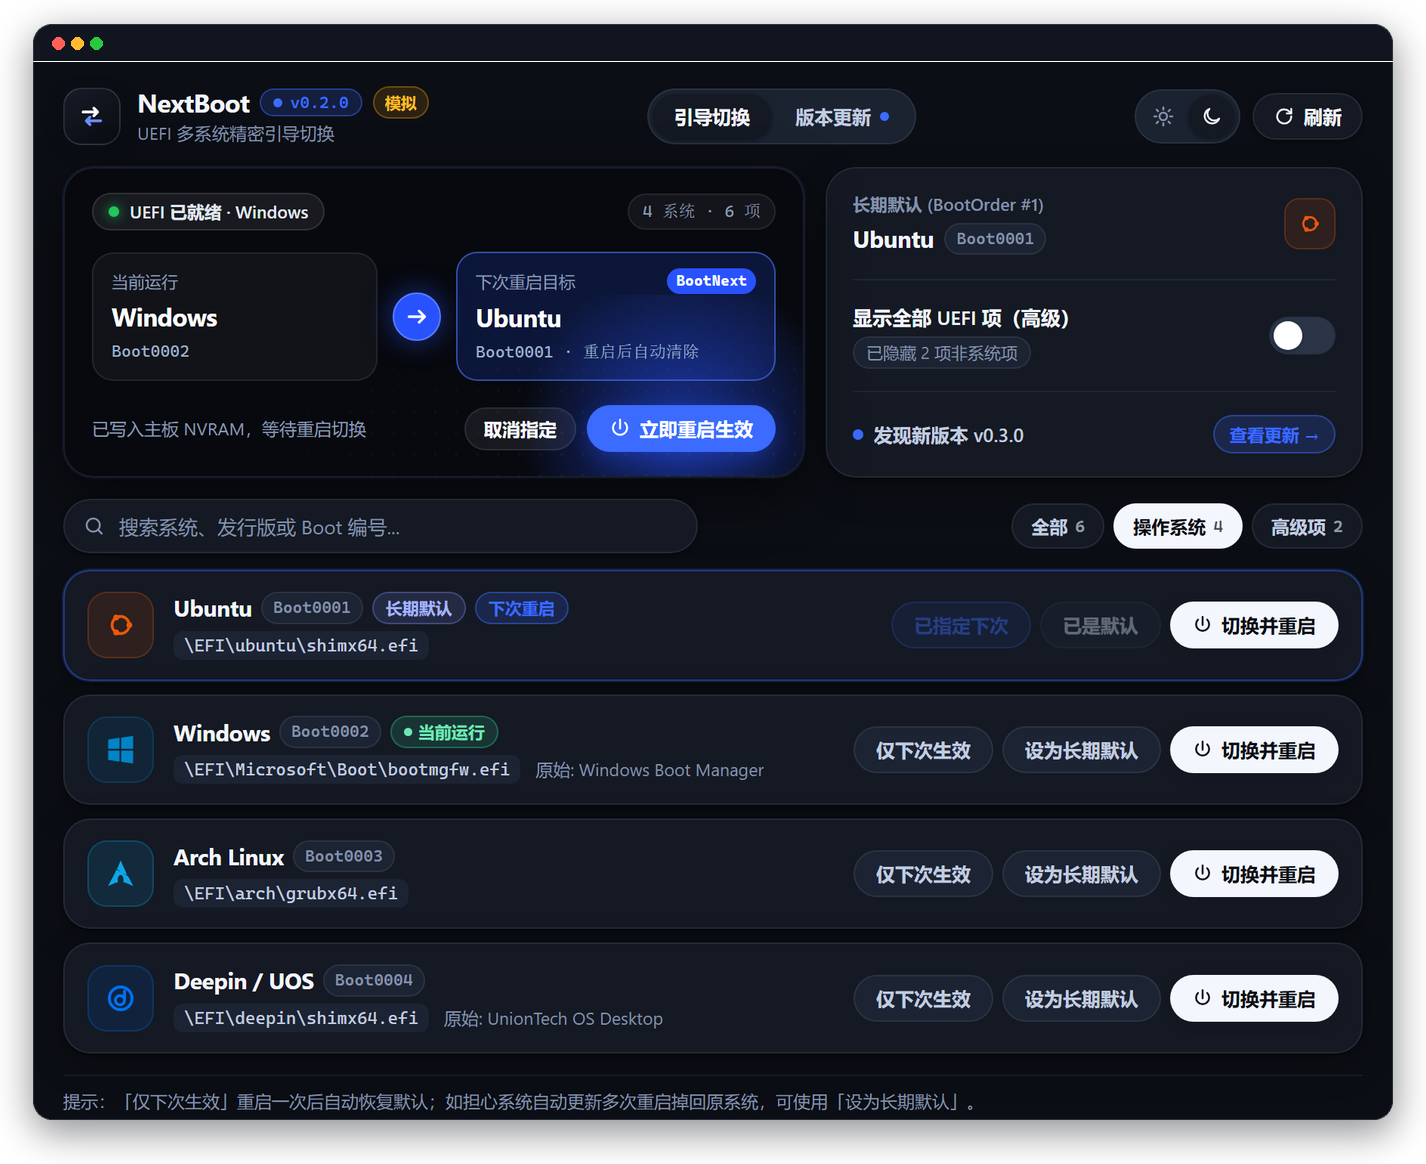 NextBoot v0.2.0 模拟
UEFI 多系统精密引导切换
引导切换 版本更新
刷新
UEFI 已就绪 · Windows
4 系统 · 6 项
当前运行
Windows
Boot0002
下次重启目标 BootNext
Ubuntu
Boot0001 · 重启后自动清除
已写入主板 NVRAM，等待重启切换
取消指定
立即重启生效
长期默认 (BootOrder #1)
Ubuntu Boot0001
显示全部 UEFI 项（高级）
已隐藏 2 项非系统项
发现新版本 v0.3.0
查看更新 →
搜索系统、发行版或 Boot 编号...
全部 6
操作系统 4
高级项 2
Ubuntu Boot0001 长期默认 下次重启
\EFI\ubuntu\shimx64.efi
已指定下次 已是默认 切换并重启
Windows Boot0002 当前运行
\EFI\Microsoft\Boot\bootmgfw.efi 原始: Windows Boot Manager
仅下次生效 设为长期默认 切换并重启
Arch Linux Boot0003
\EFI\arch\grubx64.efi
仅下次生效 设为长期默认 切换并重启
Deepin / UOS Boot0004
\EFI\deepin\shimx64.efi 原始: UnionTech OS Desktop
仅下次生效 设为长期默认 切换并重启
提示：「仅下次生效」重启一次后自动恢复默认；如担心系统自动更新多次重启掉回原系统，可使用「设为长期默认」。